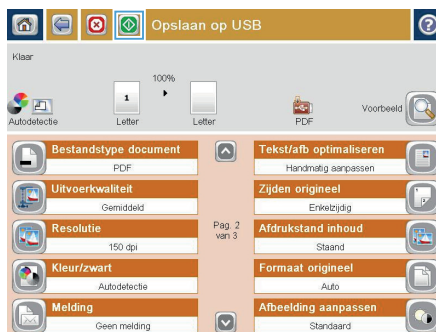 Opslaan op USB
?
Klaar
100%
1
Autodetectie
Letter
Letter
PDF
Voorbeeld
Bestandstype document
PDF
Tekst/afb optimaliseren
Handmatig aanpassen
Uitvoerkwaliteit
Gemiddeld
Zijden origineel
Enkelzijdig
Resolutie
150 dpi
Pag. 2
van 3
Afdrukstand inhoud
Staand
Kleur/zwart
Autodetectie
Formaat origineel
Auto
Melding
Geen melding
Afbeelding aanpassen
Standaard